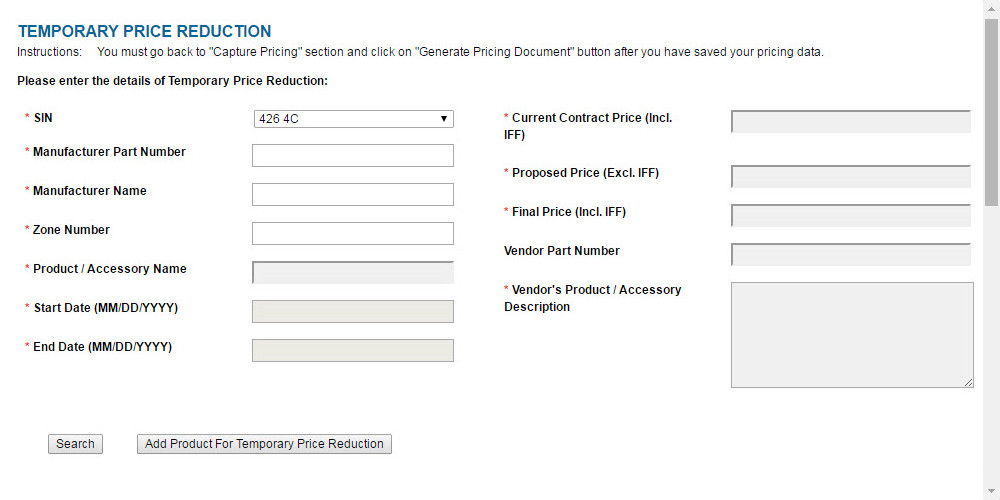 TEMPORARY PRICE REDUCTION
Instructions: You must go back to "Capture Pricing" section and click on "Generate Pricing Document" button after you have saved your pricing data.
Please enter the details of Temporary Price Reduction:
* SIN
426 4C
* Manufacturer Part Number
* Manufacturer Name
* Zone Number
* Product / Accessory Name
* Start Date (MM/DD/YYYY)
* End Date (MM/DD/YYYY)
* Current Contract Price (Incl.
IFF)
* Proposed Price (Excl. IFF)
* Final Price (Incl. IFF)
Vendor Part Number
* Vendor's Product / Accessory
Description
Search
Add Product For Temporary Price Reduction